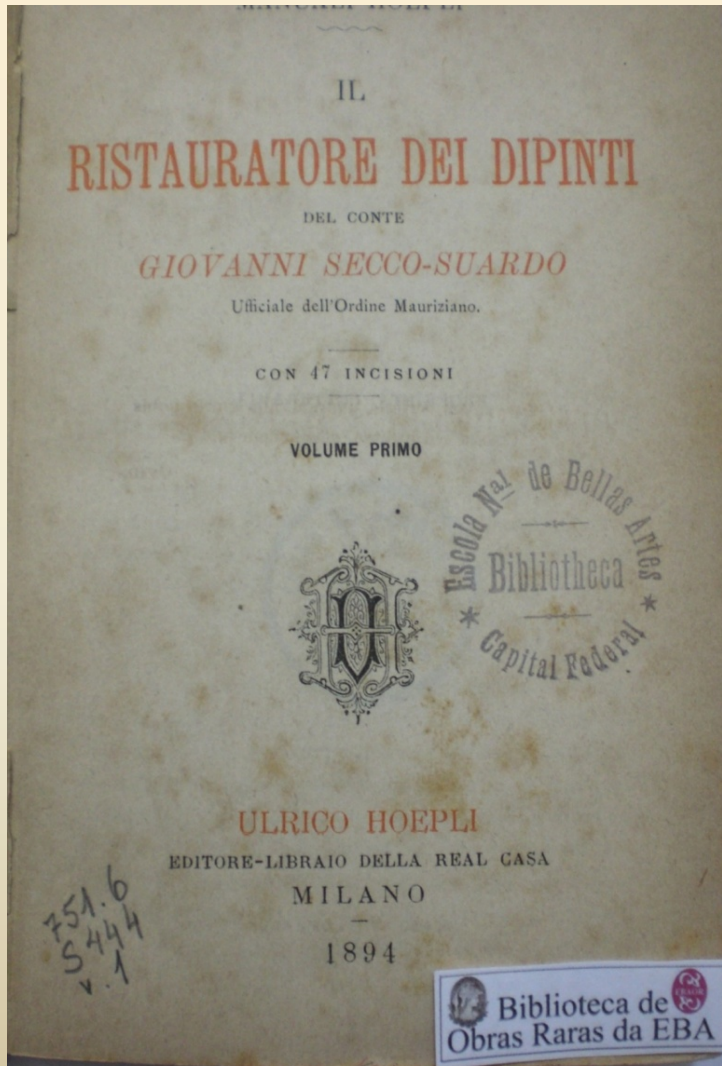 MANUALI HOEPLI
IL
RISTAURATORE DEI DIPINTI
DEL CONTE
GIOVANNI SECCO-SUARDO
Ufficiale dell'Ordine Mauriziano.
CON 47 INCISIONI
VOLUME PRIMO
Escola Nal de Bellas Artes
Bibliotheca
Capital Federal
ULRICO HOEPLI
EDITORE-LIBRAIO DELLA REAL CASA
MILANO
1894
751.6
S444
v.1
Biblioteca de
Obras Raras da EBA